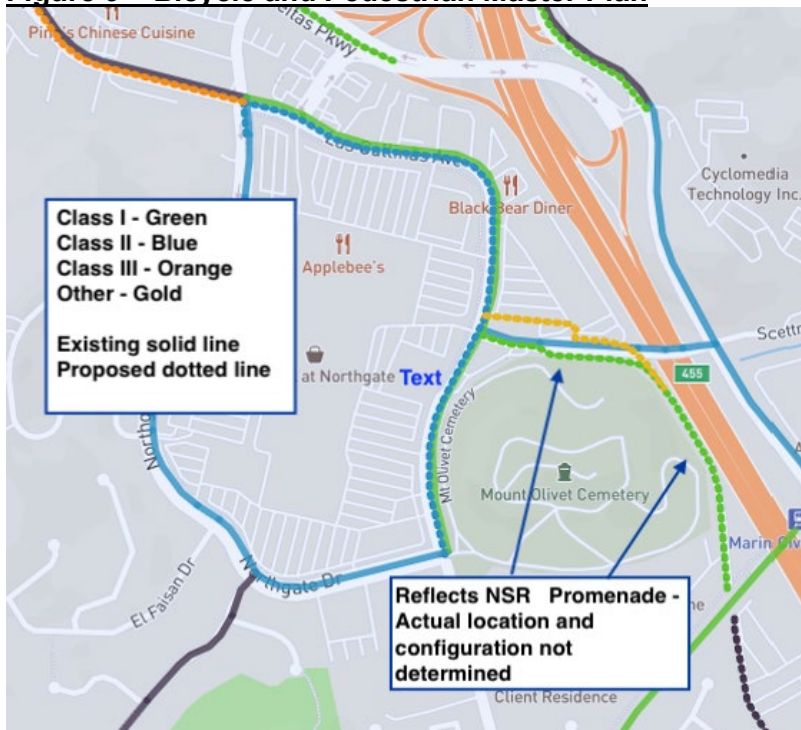 Pin
's Chinese Cuisine
Pkwy
Las Gallinas Ave
Black Bear Diner
Cyclomedia
Technology Inc.
Class I - Green
Class II - Blue
Class III - Orange
Other - Gold
Existing solid line
Proposed dotted line
Applebee's
at Northgate
Text
455
Mt Olivet Cemetery
Mount Olivet Cemetery
El Faisan Dr
Northgate Dr
Reflects NSR Promenade -
Actual location and
configuration not
determined
Client Residence